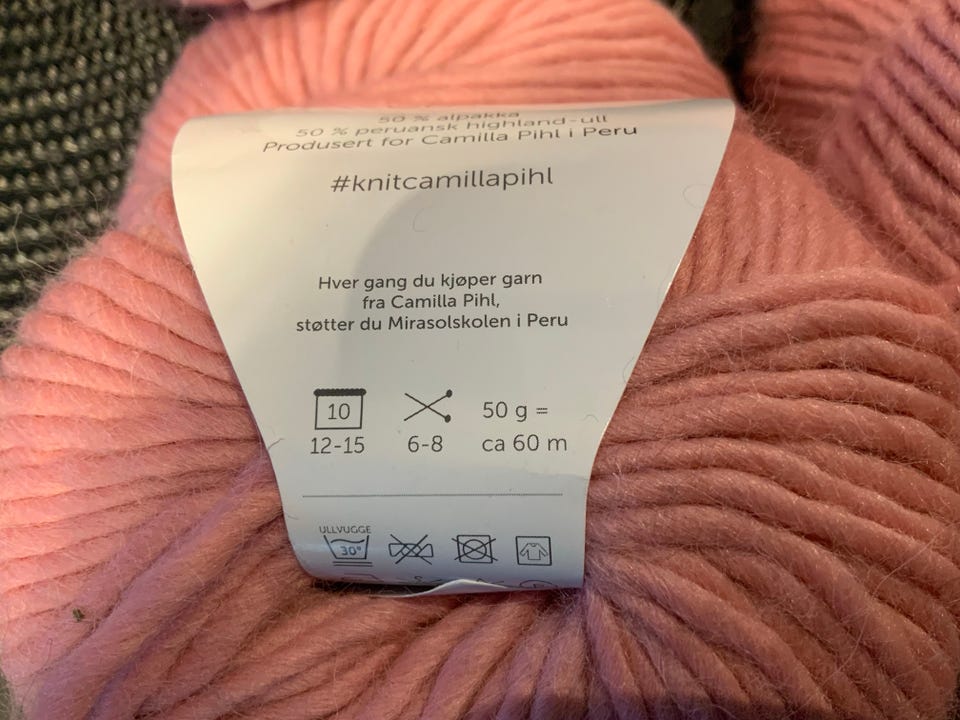 50 % alpakka
50 % peruansk highland-ull
Produsert for Camilla Pihl i Peru
#knitcamillapihl
Hver gang du kjøper garn
fra Camilla Pihl,
støtter du Mirasolskolen i Peru
10
12-15
6-8
50 g =
ca 60 m
ULLVUGGE
30°